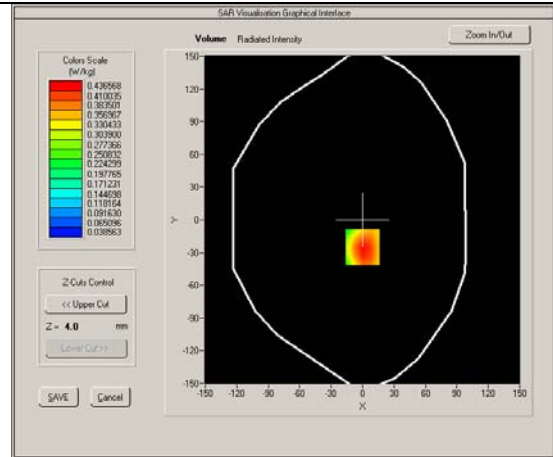 SAR Visualisation Graphical Interface
Volume Radiated Intensity
Zoom In/Out
Colors Scale
(W/kg)
0.436568
0.410035
0.383501
0.356967
0.330433
0.303900
0.277366
0.250832
0.224299
0.197765
0.171231
0.144698
0.118164
0.091630
0.065096
0.038563
Z-Cuts Control
<< Upper Cut
Z = 4.0 mm
Lower Cut >>
SAVE Cancel
150
120
90
60
30
0
-30
-60
-90
-120
-150
Y
-150 -120 -90 -60 -30 0 30 60 90 120 150
X